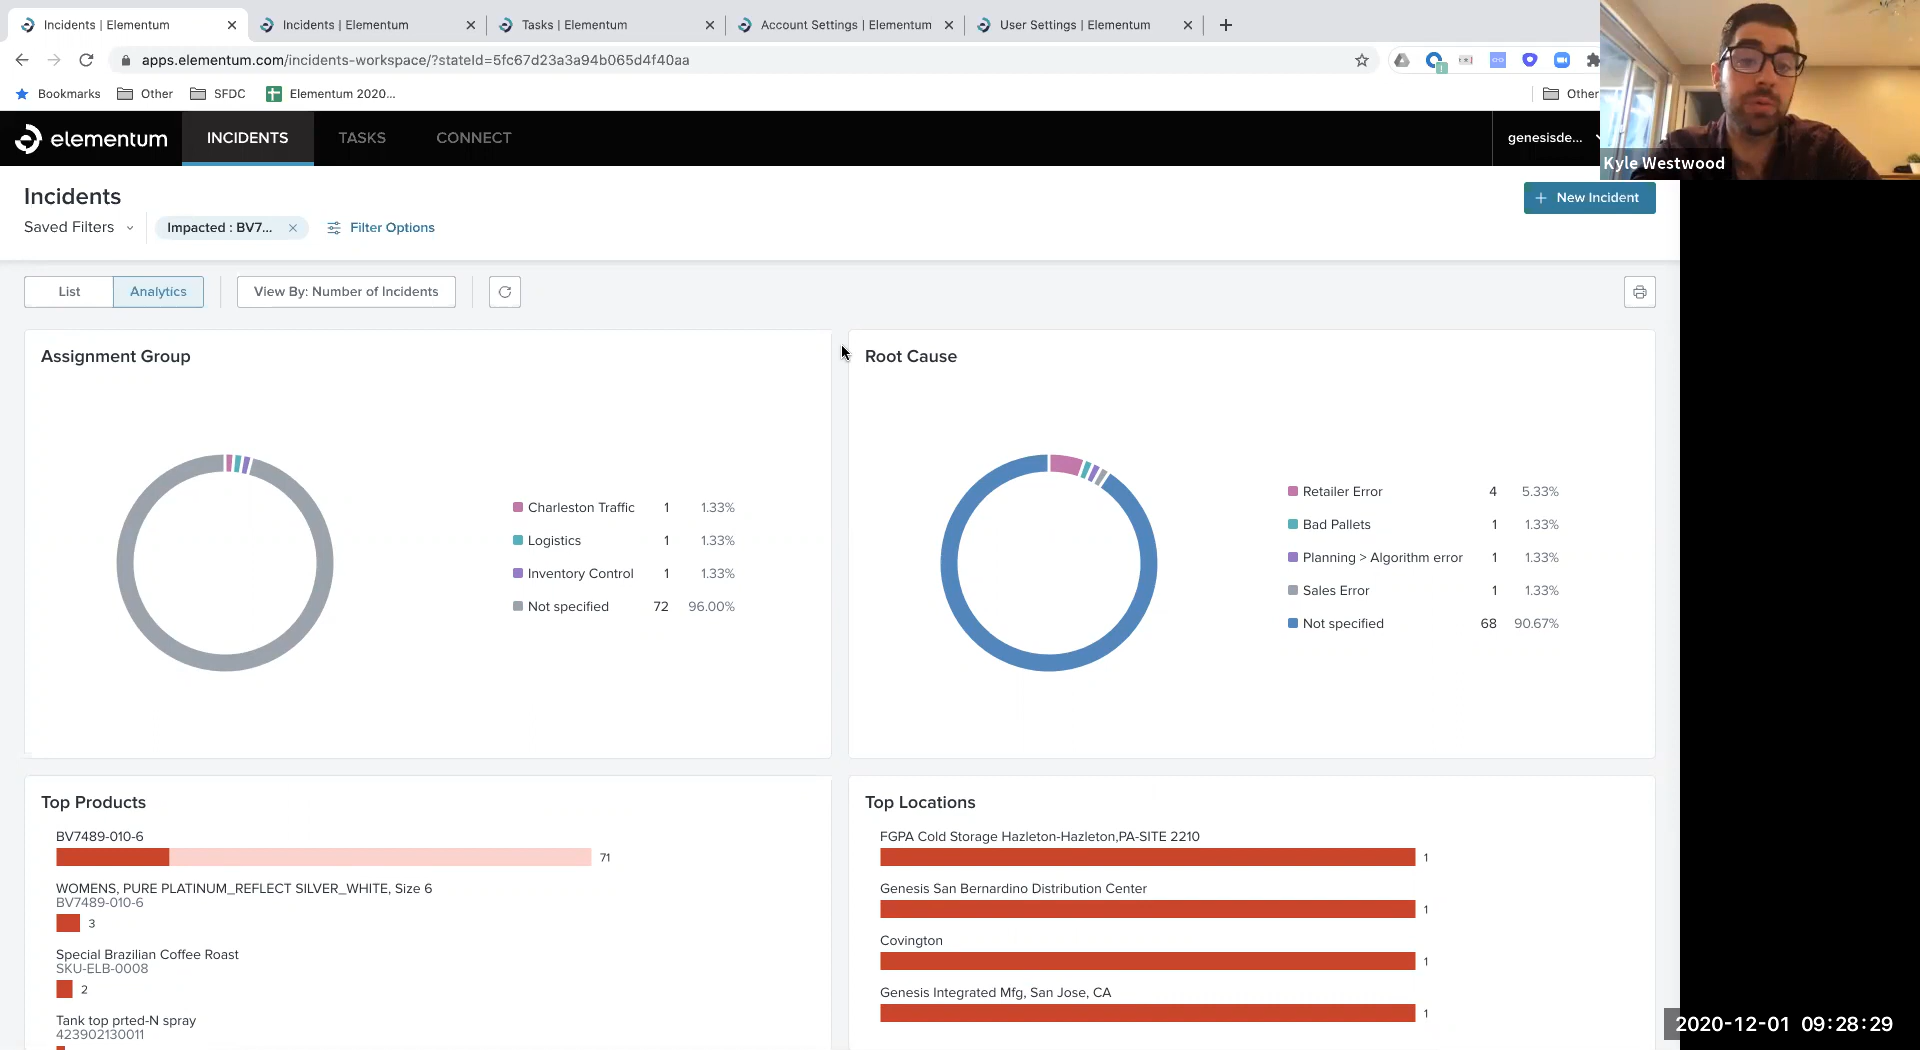 Incidents | Elementum
Incidents | Elementum
Tasks | Elementum
Account Settings | Elementum
User Settings | Elementum
apps.elementum.com/incidents-workspace/?stateId=5fc67d23a3a94b065d4f40aa
Bookmarks
Other
SFDC
Elementum 2020...
Other
elementum
INCIDENTS
TASKS
CONNECT
genesisde...
Kyle Westwood
Incidents
Saved Filters
Impacted : BV7...
Filter Options
+ New Incident
List
Analytics
View By: Number of Incidents
Assignment Group
Charleston Traffic 1 1.33%
Logistics 1 1.33%
Inventory Control 1 1.33%
Not specified 72 96.00%
Root Cause
Retailer Error 4 5.33%
Bad Pallets 1 1.33%
Planning > Algorithm error 1 1.33%
Sales Error 1 1.33%
Not specified 68 90.67%
Top Products
BV7489-010-6
71
WOMENS, PURE PLATINUM_REFLECT SILVER_WHITE, Size 6
BV7489-010-6
3
Special Brazilian Coffee Roast
SKU-ELB-0008
2
Tank top prted-N spray
423902130011
Top Locations
FGPA Cold Storage Hazleton-Hazleton,PA-SITE 2210
1
Genesis San Bernardino Distribution Center
1
Covington
1
Genesis Integrated Mfg, San Jose, CA
1
2020-12-01 09:28:29